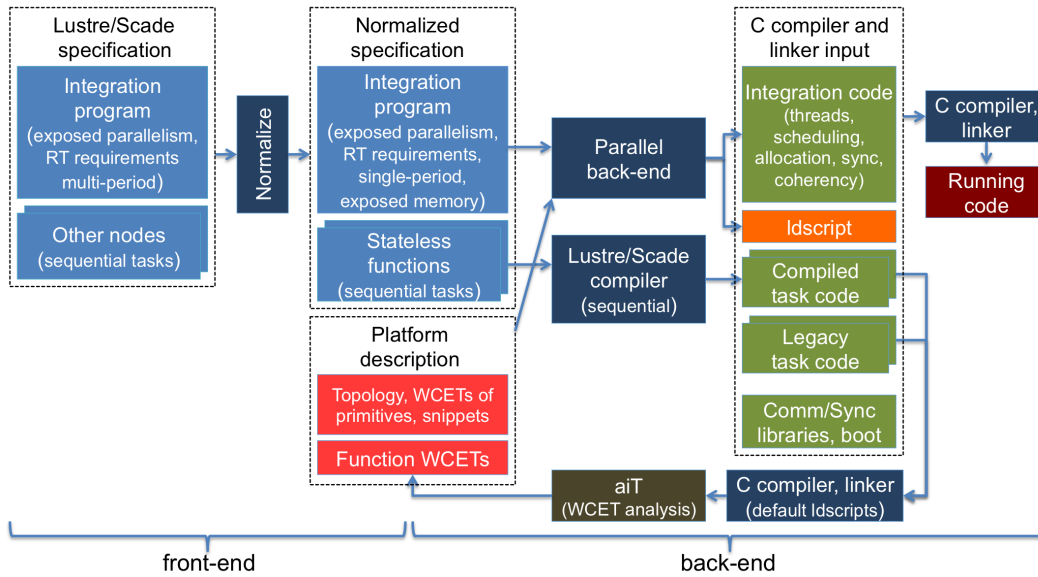 Lustre/Scade
specification
Integration
program
(exposed parallelism,
RT requirements
multi-period)
Other nodes
(sequential tasks)
Normalize
Normalized
specification
Integration
program
(exposed parallelism,
RT requirements,
single-period,
exposed memory)
Stateless
functions
(sequential tasks)
Platform
description
Topology, WCETs of
primitives, snippets
Function WCETs
Parallel
back-end
Lustre/Scade
compiler
(sequential)
C compiler and
linker input
Integration code
(threads,
scheduling,
allocation, sync,
coherency)
ldscript
Compiled
task code
Legacy
task code
Comm/Sync
libraries, boot
C compiler,
linker
Running
code
aiT
(WCET analysis)
C compiler, linker
(default ldscripts)
front-end
back-end